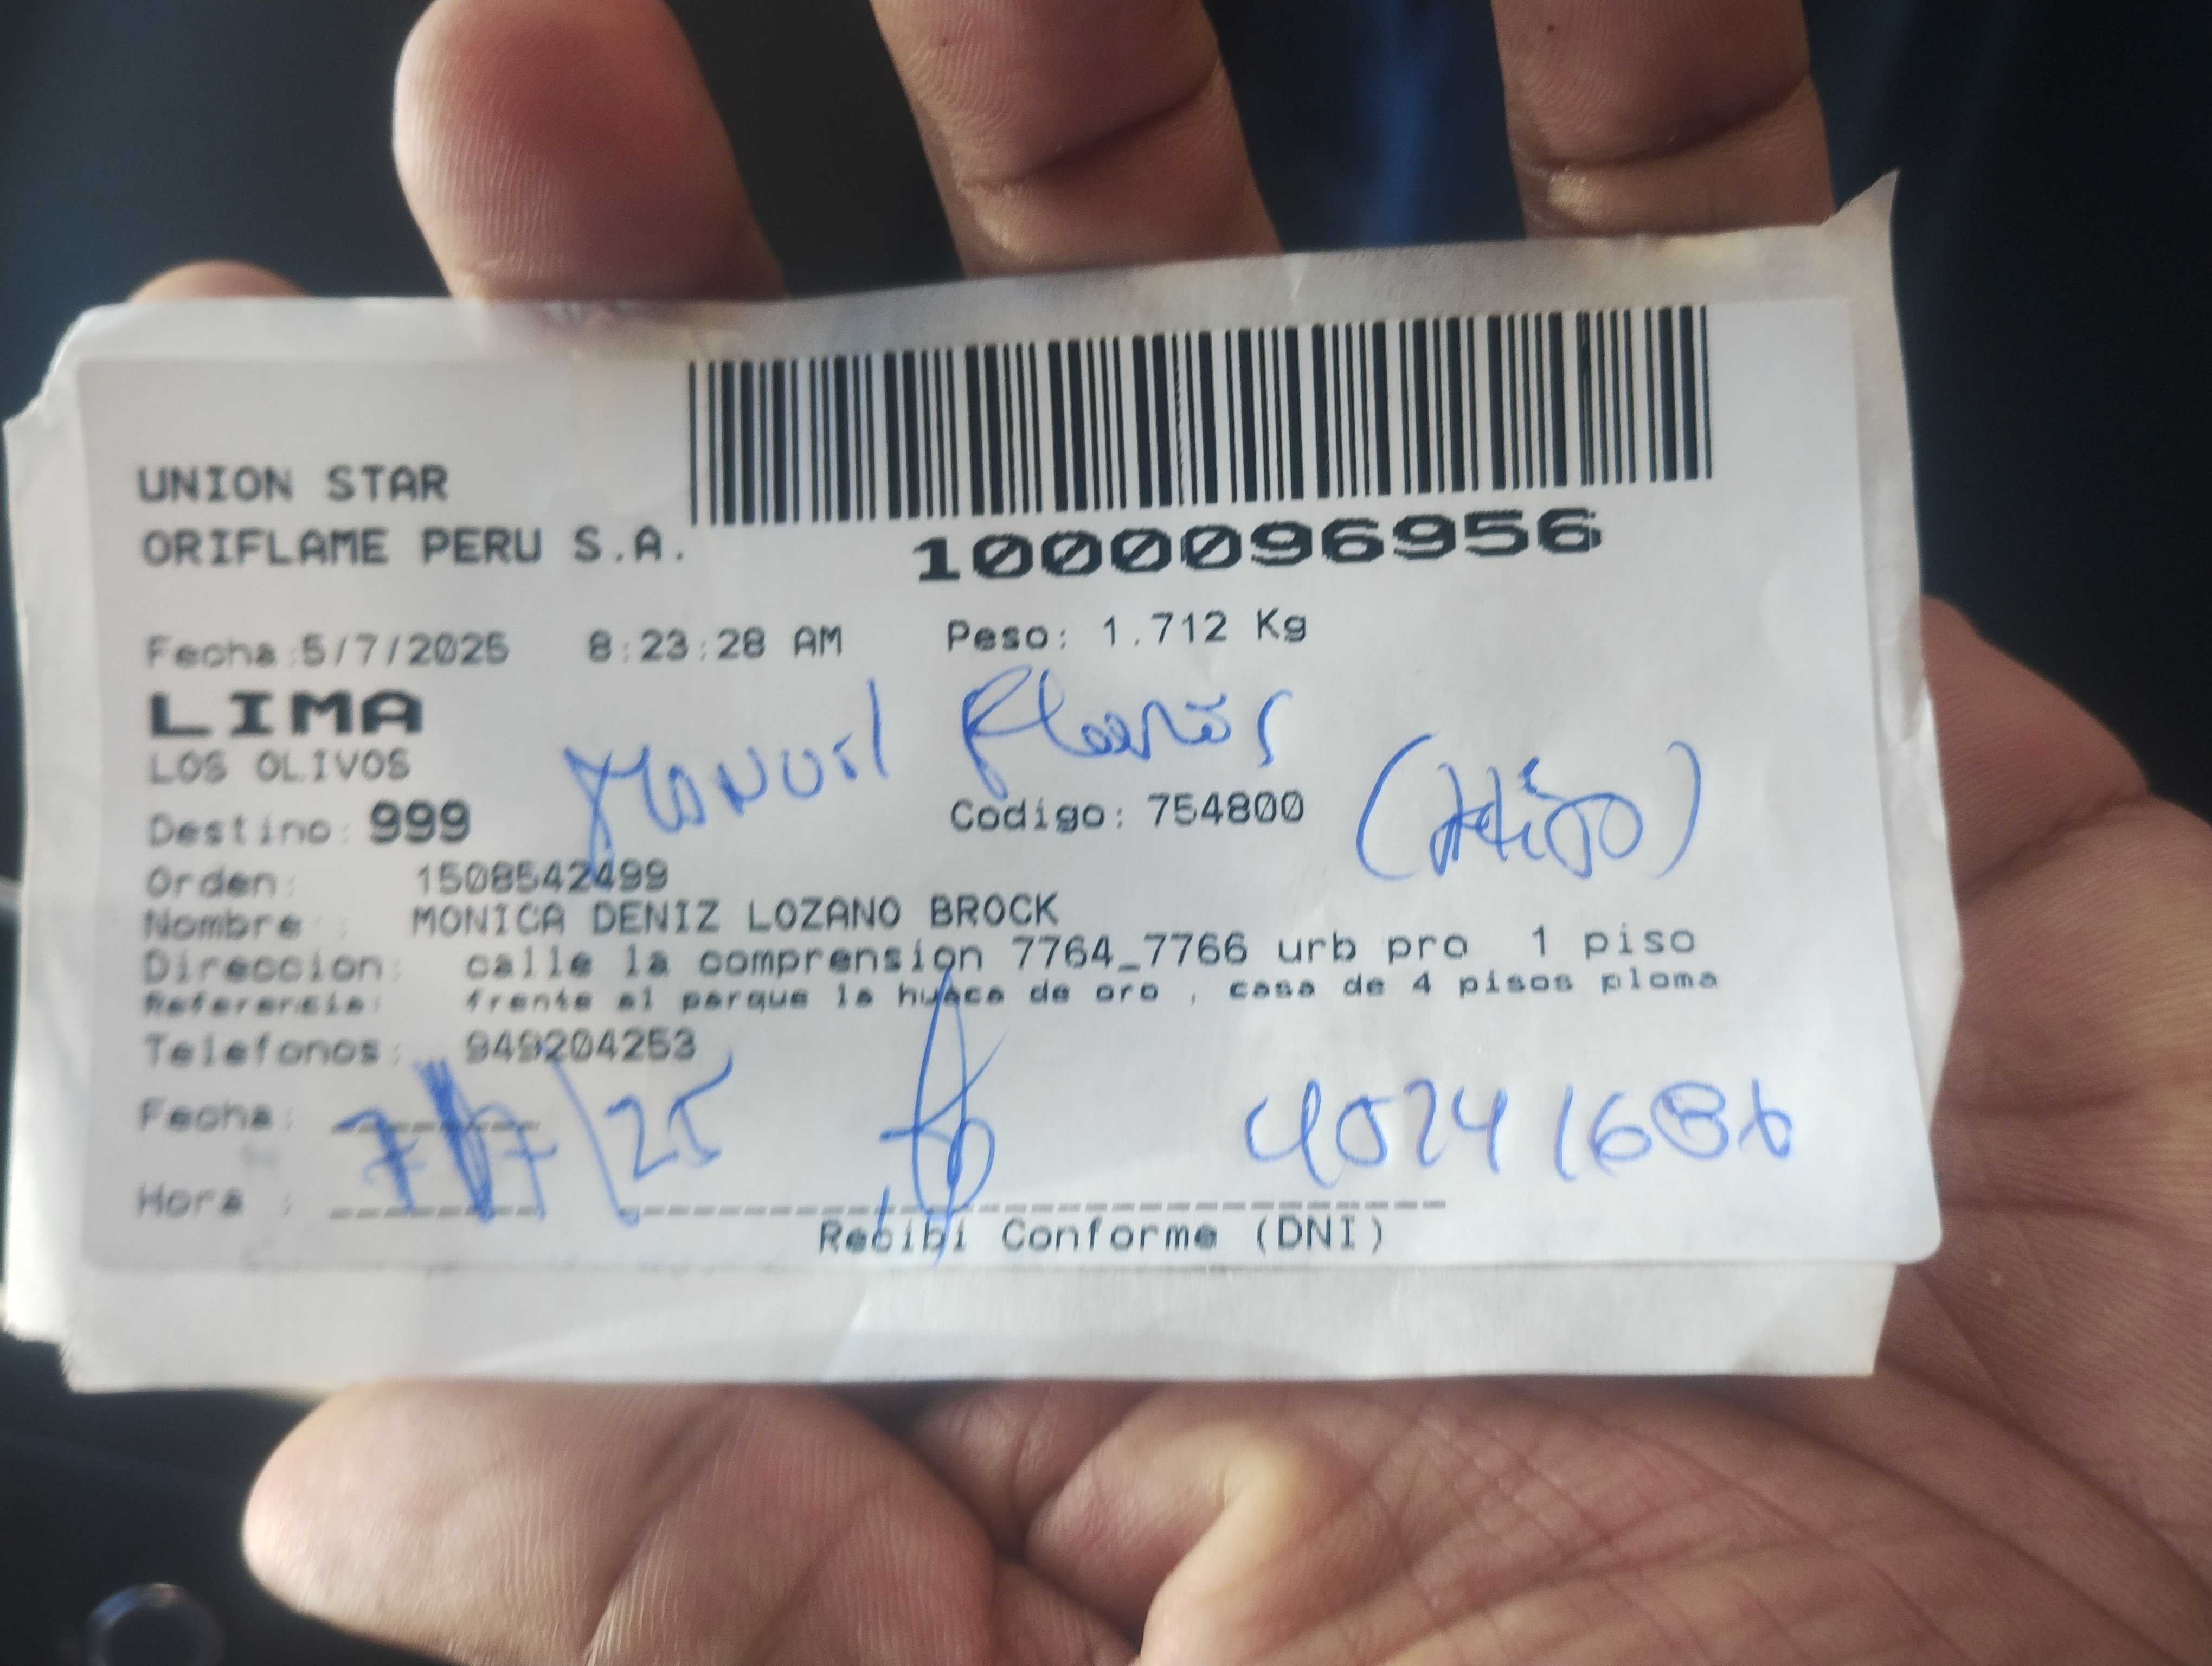 UNION STAR
ORIFLAME PERU S.A.
1000096956
Fecha:5/7/2025 8:23:28 AM Peso: 1.712 Kg
LIMA
LOS OLIVOS
Manuel
Destino: 999
Codigo: 754800
(Hijo)
Orden: 1508542499
Nombre : MONICA DENIZ LOZANO BROCK
Direccion: calle la comprension 7764_7766 urb pro 1 piso
Referencia: frente al parque la huaca de oro , casa de 4 pisos ploma
Telefonos: 949204253
Fecha: 7/7/25
40241686
Hora :
Recibi Conforme (DNI)